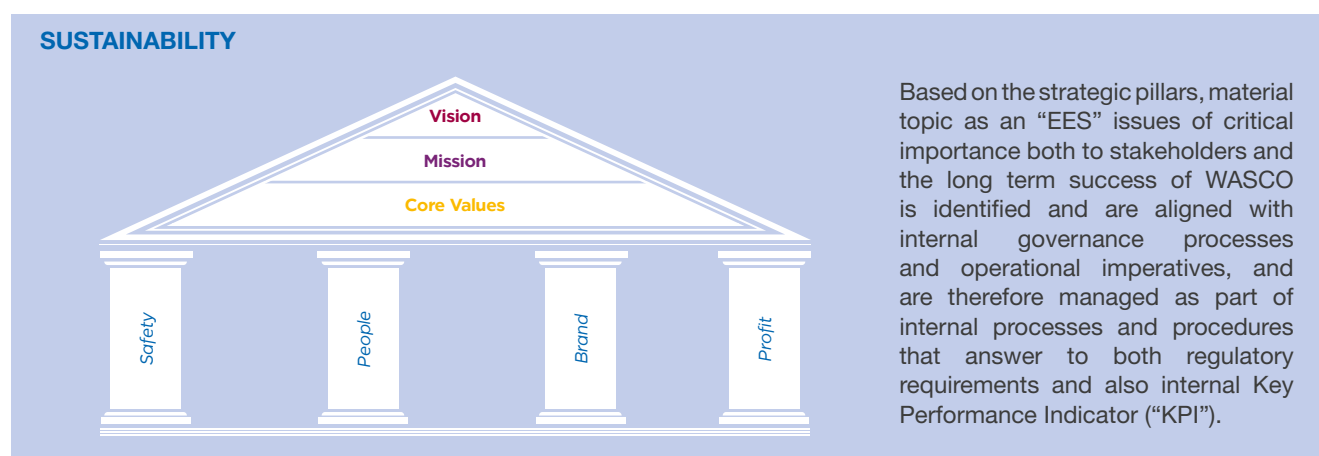 SUSTAINABILITY
Vision
Mission
Core Values
Safety
People
Brand
Profit
Based on the strategic pillars, material
topic as an “EES” issues of critical
importance both to stakeholders and
the long term success of WASCO
is identified and are aligned with
internal governance processes
and operational imperatives, and
are therefore managed as part of
internal processes and procedures
that answer to both regulatory
requirements and also internal Key
Performance Indicator (“KPI”).